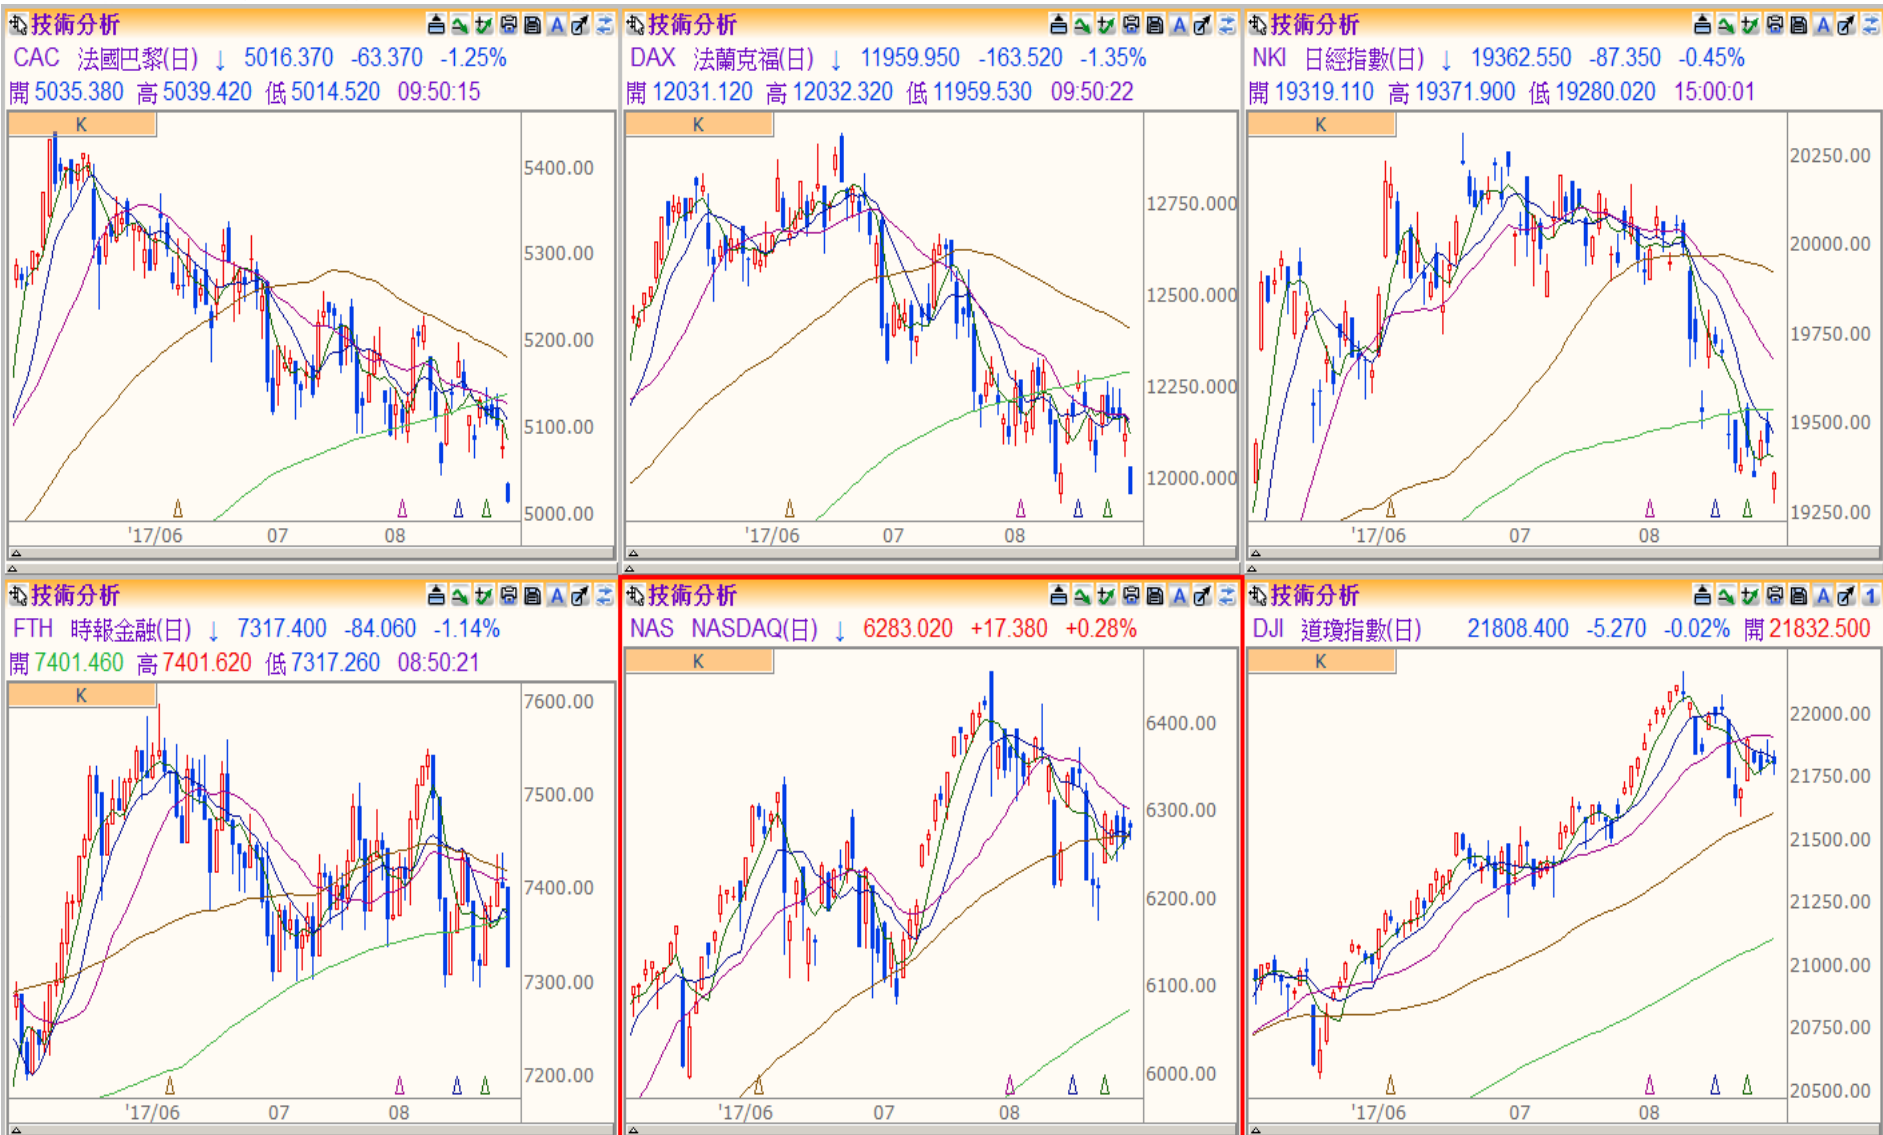 技術分析
CAC 法國巴黎(日) ↓ 5016.370 -63.370 -1.25%
開 5035.380 高 5039.420 低 5014.520 09:50:15
K
5400.00
5300.00
5200.00
5100.00
5000.00
'17/06 07 08
技術分析
DAX 法蘭克福(日) ↓ 11959.950 -163.520 -1.35%
開 12031.120 高 12032.320 低 11959.530 09:50:22
K
12750.000
12500.000
12250.000
12000.000
'17/06 07 08
技術分析
NKI 日經指數(日) ↓ 19362.550 -87.350 -0.45%
開 19319.110 高 19371.900 低 19280.020 15:00:01
K
20250.00
20000.00
19750.00
19500.00
19250.00
'17/06 07 08
技術分析
FTH 時報金融(日) ↓ 7317.400 -84.060 -1.14%
開 7401.460 高 7401.620 低 7317.260 08:50:21
K
7600.00
7500.00
7400.00
7300.00
7200.00
'17/06 07 08
技術分析
NAS NASDAQ(日) ↓ 6283.020 +17.380 +0.28%
K
6400.00
6300.00
6200.00
6100.00
6000.00
'17/06 07 08
技術分析
DJI 道瓊指數(日) 21808.400 -5.270 -0.02% 開 21832.500
K
22000.00
21750.00
21500.00
21250.00
21000.00
20750.00
20500.00
'17/06 07 08